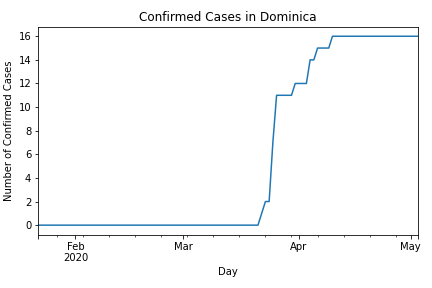 Confirmed Cases in Dominica
Number of Confirmed Cases
16
14
12
10
8
6
4
2
0
Feb
2020
Mar
Apr
May
Day